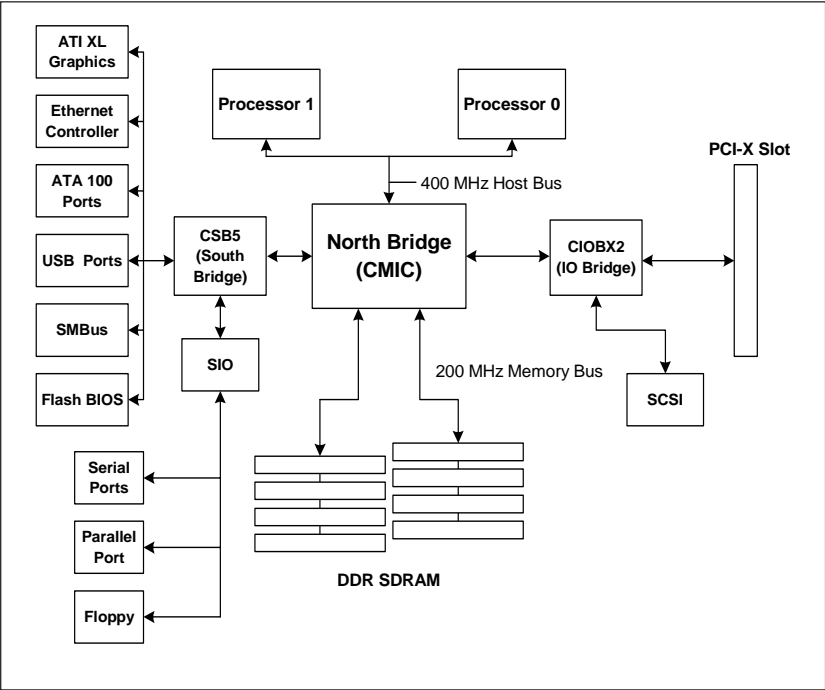 ATI XL
Graphics
Ethernet
Controller
ATA 100
Ports
USB Ports
SMBus
Flash BIOS
CSB5
(South
Bridge)
SIO
Serial
Ports
Parallel
Port
Floppy
Processor 1
Processor 0
400 MHz Host Bus
North Bridge
(CMIC)
200 MHz Memory Bus
DDR SDRAM
CIOBX2
(IO Bridge)
SCSI
PCI-X Slot